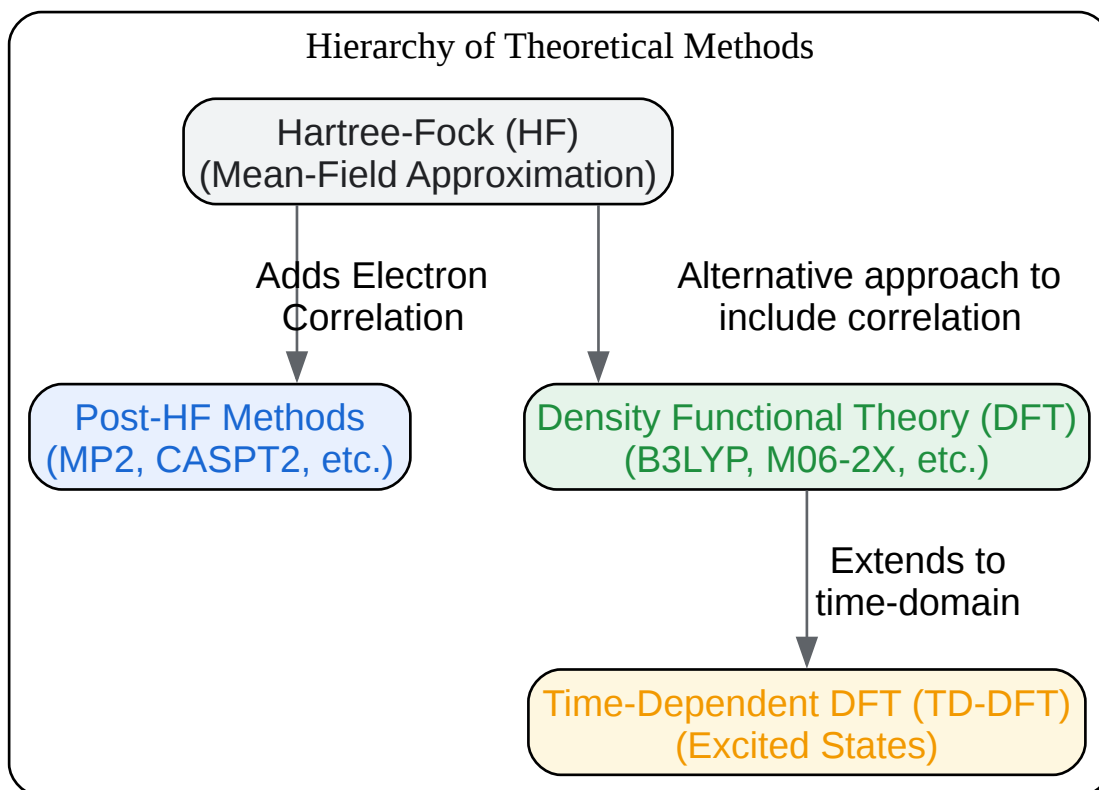 Hierarchy of Theoretical Methods
Hartree-Fock (HF)
(Mean-Field Approximation)
Adds Electron
Correlation
Alternative approach to
include correlation
Post-HF Methods
(MP2, CASPT2, etc.)
Density Functional Theory (DFT)
(B3LYP, M06-2X, etc.)
Extends to
time-domain
Time-Dependent DFT (TD-DFT)
(Excited States)